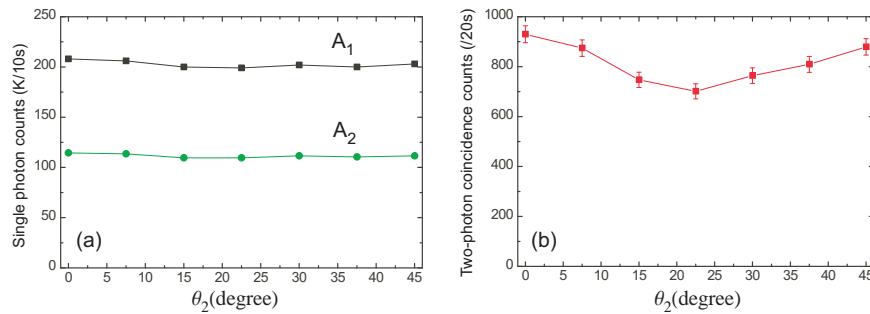 Single photon counts (K/10s)
250
200
150
100
50
0
A1
A2
(a)
0 5 10 15 20 25 30 35 40 45
θ2(degree)
Two-photon coincidence counts (/20s)
1000
800
600
400
200
0
(b)
0 5 10 15 20 25 30 35 40 45
θ2(degree)